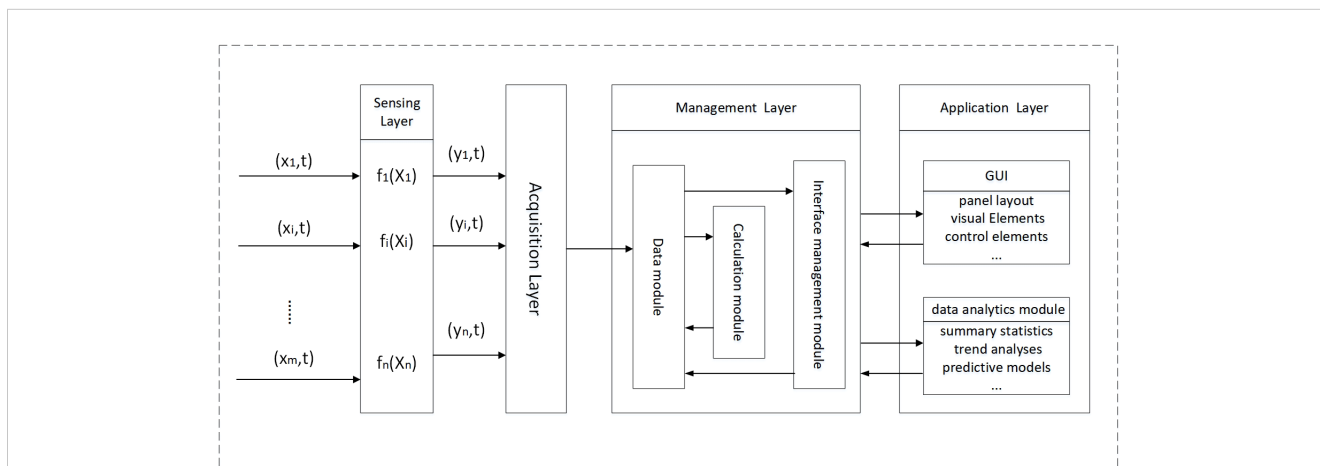 Sensing
Layer
(x₁,t)
(xᵢ,t)
......
(xₘ,t)
f₁(X₁)
fᵢ(Xᵢ)
fₙ(Xₙ)
(y₁,t)
(yᵢ,t)
(yₙ,t)
Acquisition Layer
Management Layer
Data module
Calculation module
Interface management module
Application Layer
GUI
panel layout
visual Elements
control elements
...
data analytics module
summary statistics
trend analyses
predictive models
...